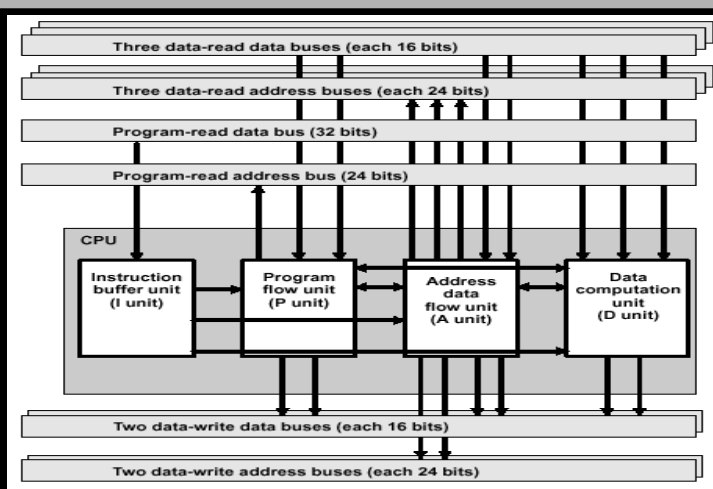 Three data-read data buses (each 16 bits)
Three data-read address buses (each 24 bits)
Program-read data bus (32 bits)
Program-read address bus (24 bits)
CPU
Instruction
buffer unit
(I unit)
Program
flow unit
(P unit)
Address
data
flow unit
(A unit)
Data
computation
unit
(D unit)
Two data-write data buses (each 16 bits)
Two data-write address buses (each 24 bits)